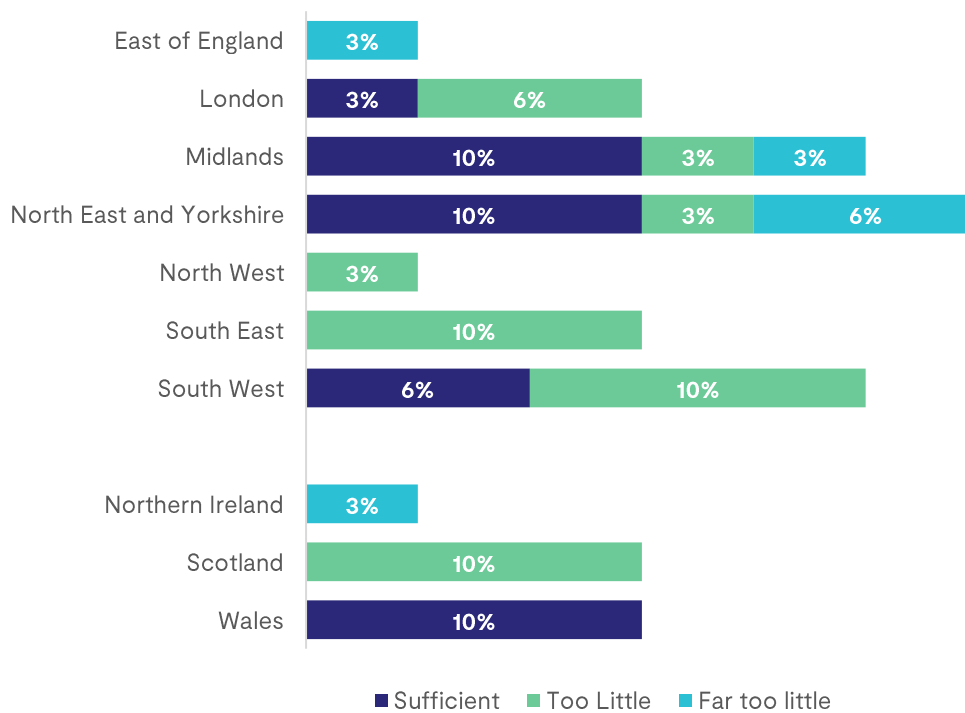 East of England 3%
London 3% 6%
Midlands 10% 3% 3%
North East and Yorkshire 10% 3% 6%
North West 3%
South East 10%
South West 6% 10%
Northern Ireland 3%
Scotland 10%
Wales 10%
Sufficient Too Little Far too little